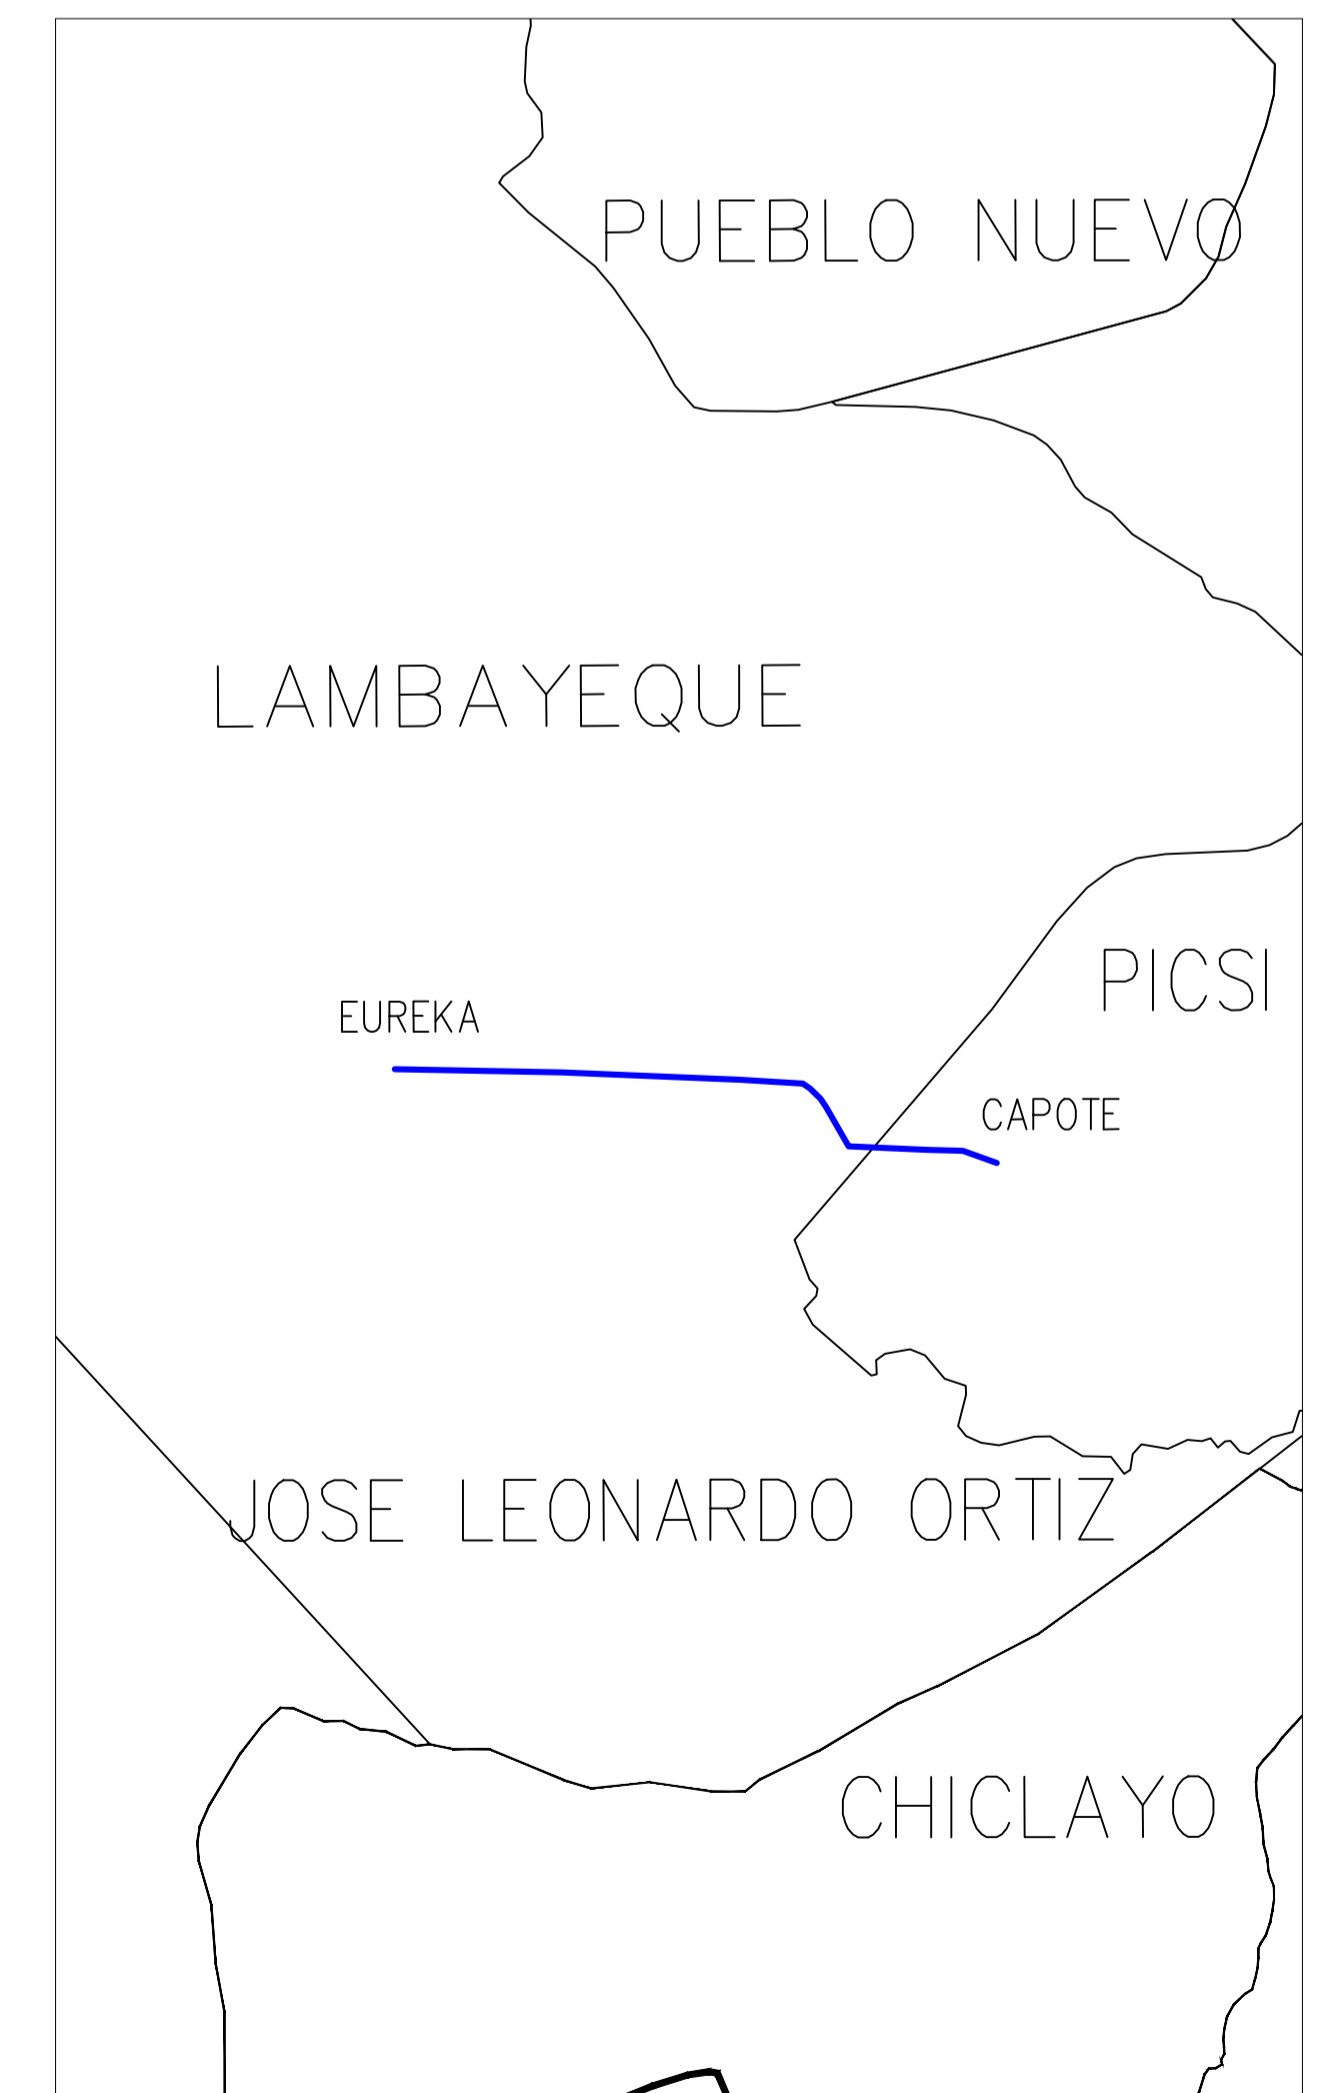 PUEBLO NUEVO
LAMBAYEQUE
PICSI
EUREKA
CAPOTE
JOSE LEONARDO ORTIZ
CHICLAYO